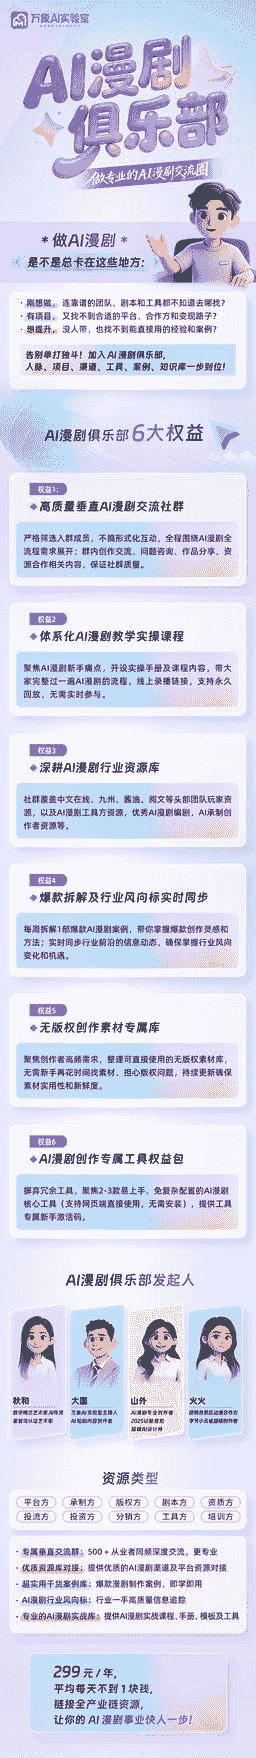 万象AI实验室
AI漫剧
俱乐部
做专业的AI漫剧交流圈
*做AI漫剧*
是不是总卡在这些地方:
· 刚想做,连靠谱的团队、剧本和工具都不知道去哪找?
· 有项目,又找不到合适的平台、合作方和变现路子?
· 想提升,没人带,也找不到能直接用的经验和案例?
告别单打独斗!加入AI漫剧俱乐部,
人脉、项目、渠道、工具、案例、知识库一步到位!
AI漫剧俱乐部6大权益
权益1:
高质量垂直AI漫剧交流社群
严格筛选入群成员,不搞形式化互动,全程围绕AI漫剧全
流程需求展开;群内创作交流、问题咨询、作品分享、资
源合作相关内容,保证社群质量。
权益2
体系化AI漫剧教学实操课程
聚焦AI漫剧新手痛点,开设实操手册及课程内容,带大
家完整过一遍AI漫剧的流程,线上录播链接,支持永久
回放,无需实时参与。
权益3
深耕AI漫剧行业资源库
社群覆盖中文在线、九州、酱油、阅文等头部团队玩家资
源,以及AI漫剧工具方资源,优秀AI漫剧编剧,AI承制创
作者资源等。
权益4
爆款拆解及行业风向标实时同步
每周拆解1部爆款AI漫剧案例,带你掌握爆款创作灵感和
方法;实时同步行业前沿的信息动态,确保掌握行业风向
变化和机遇。
权益5
无版权创作素材专属库
聚焦创作者高频需求,整理可直接使用的无版权素材库,
无需新手再花时间找素材、担心版权问题,持续更新确保
素材实用性和新鲜度。
权益6
AI漫剧创作专属工具权益包
摒弃冗余工具,聚焦2-3款易上手、免复杂配置的AI漫剧
核心工具(支持网页端直接使用,无需安装),提供工具
专属新手激活码。
AI漫剧俱乐部发起人
秋和 大国 山外 火火
资源类型
平台方 承制方 版权方 剧本方 资质方
投流方 投资方 分销方 工具方 培训方
· 专属垂直交流群:500+从业者同频深度交流,更专业
· 优质资源库对接:提供优质的AI漫剧渠道及平台资源对接
· 超实用干货案例库:爆款漫剧制作案例,即学即用
· AI漫剧行业风向标:行业一手高质量信息追踪
· 专业的AI漫剧实战库:提供AI漫剧实战课程、手册、模板及工具
299元/年,
平均每天不到1块钱,
链接全产业链资源,
让你的AI漫剧事业快人一步!